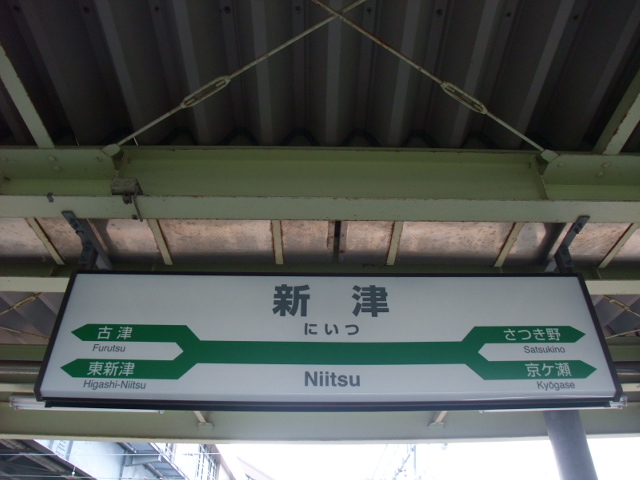 新津
にいつ
古津
Furutsu
さつき野
Satsukino
東新津
Higashi-Niitsu
京ケ瀬
Kyōgase
Niitsu